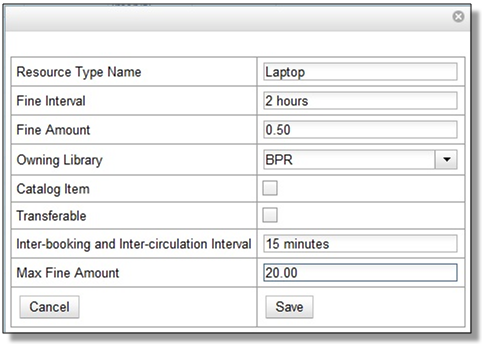 Resource Type Name Laptop
Fine Interval 2 hours
Fine Amount 0.50
Owning Library BPR
Catalog Item
Transferable
Inter-booking and Inter-circulation Interval 15 minutes
Max Fine Amount 20.00
Cancel Save